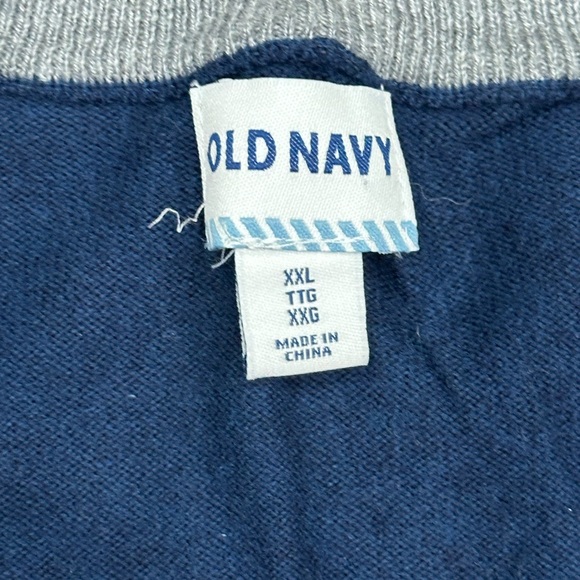 OLD NAVY
XXL
TTG
XXG
MADE IN
CHINA